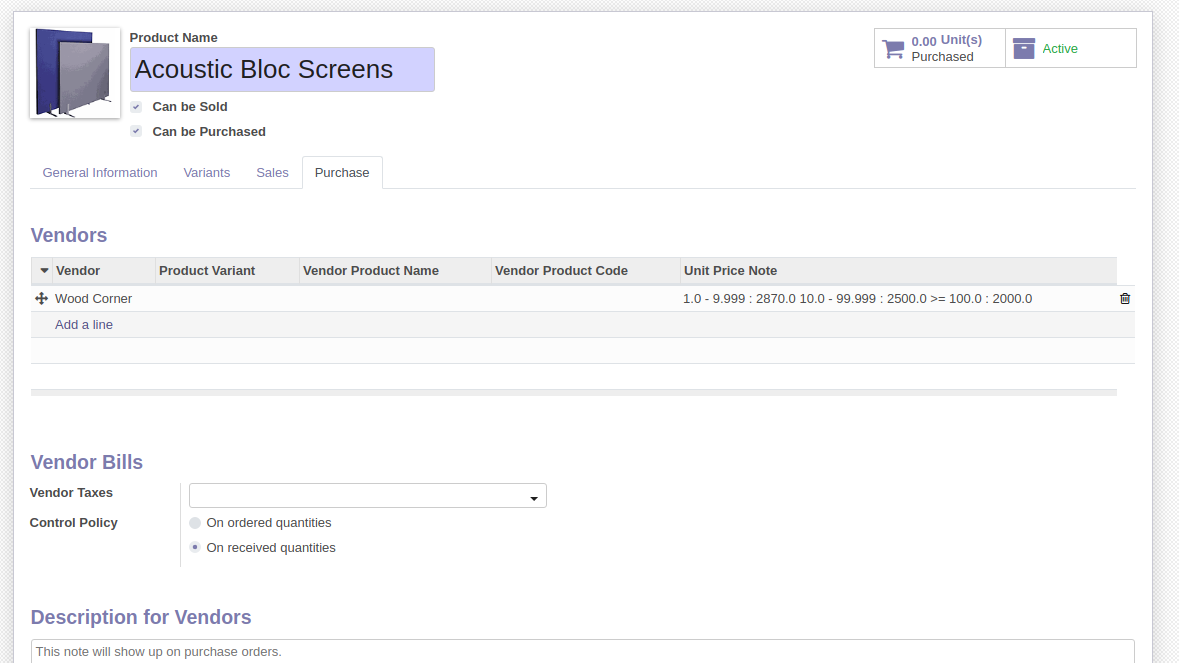 Product Name
Acoustic Bloc Screens
0.00 Unit(s)
Purchased
Active
Can be Sold
Can be Purchased
General Information Variants Sales Purchase
Vendors
Vendor Product Variant Vendor Product Name Vendor Product Code Unit Price Note
Wood Corner 1.0 - 9.999 : 2870.0 10.0 - 99.999 : 2500.0 >= 100.0 : 2000.0
Add a line
Vendor Bills
Vendor Taxes
Control Policy On ordered quantities
On received quantities
Description for Vendors
This note will show up on purchase orders.